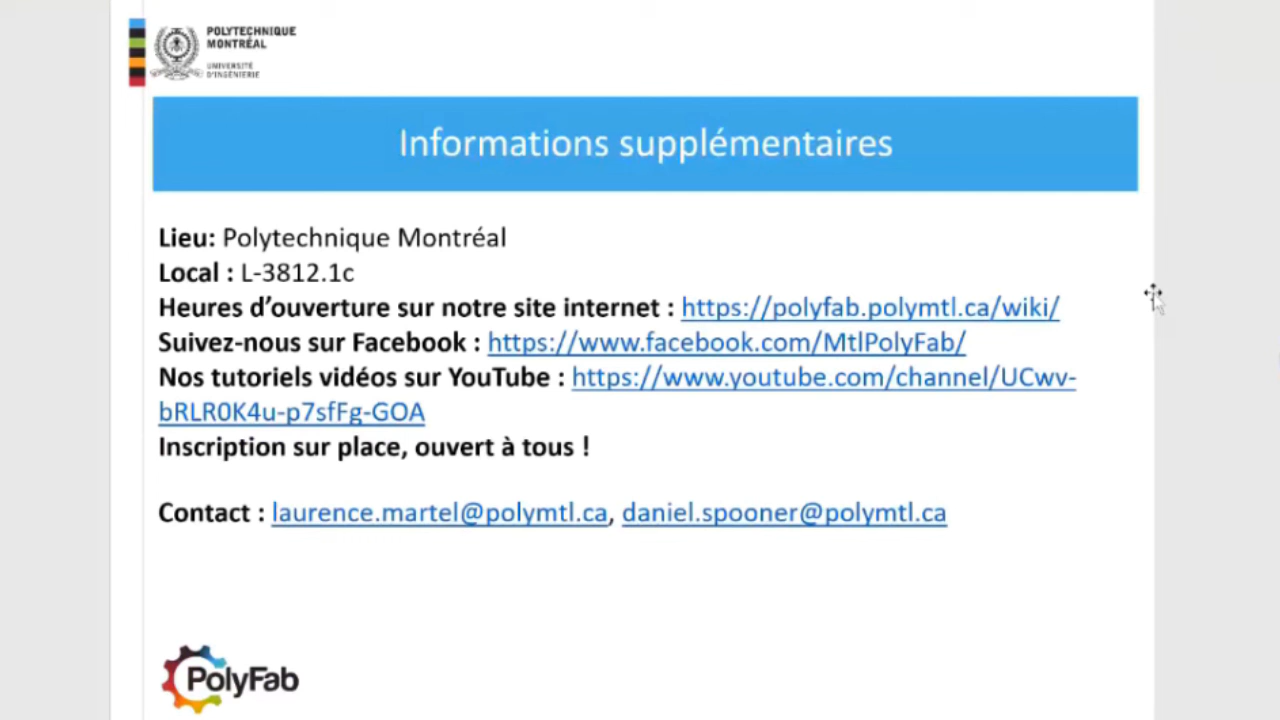 POLYTECHNIQUE
MONTRÉAL
UNIVERSITÉ
D'INGÉNIERIE
Informations supplémentaires
Lieu: Polytechnique Montréal
Local : L-3812.1c
Heures d’ouverture sur notre site internet : https://polyfab.polymtl.ca/wiki/
Suivez-nous sur Facebook : https://www.facebook.com/MtlPolyFab/
Nos tutoriels vidéos sur YouTube : https://www.youtube.com/channel/UCwv-
bRLR0K4u-p7sfFg-GOA
Inscription sur place, ouvert à tous !
Contact : laurence.martel@polymtl.ca, daniel.spooner@polymtl.ca
PolyFab